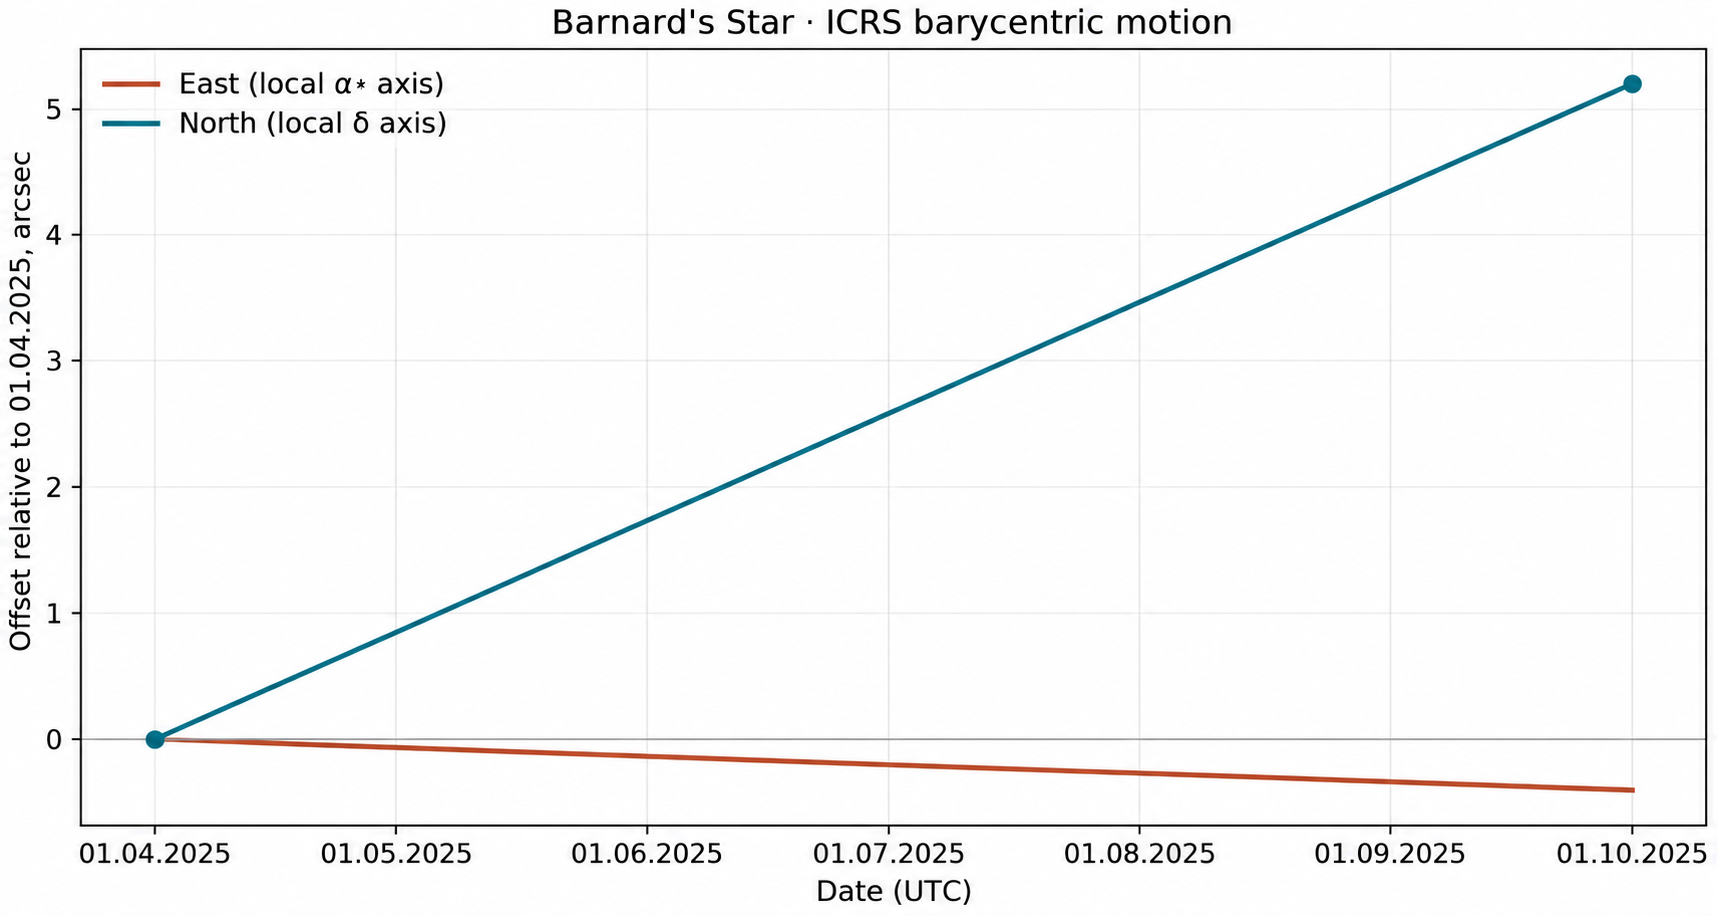 Barnard's Star · ICRS barycentric motion
East (local α* axis)
North (local δ axis)
Offset relative to 01.04.2025, arcsec
5
4
3
2
1
0
01.04.2025 01.05.2025 01.06.2025 01.07.2025 01.08.2025 01.09.2025 01.10.2025
Date (UTC)